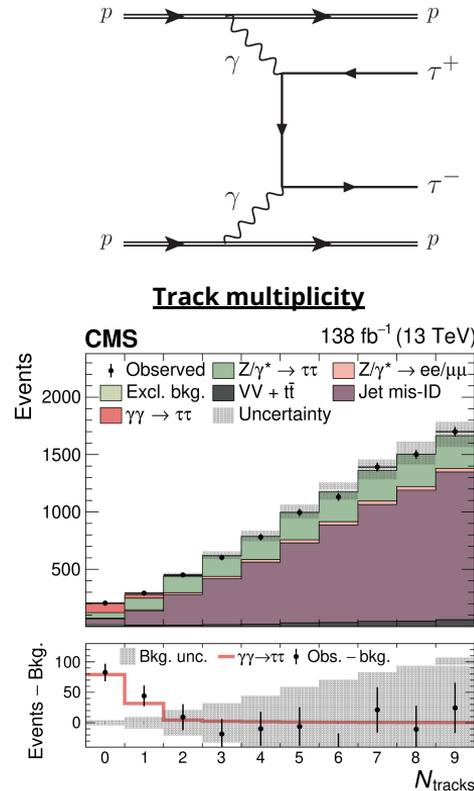 p p
γ τ⁺
γ τ⁻
p p
Track multiplicity
CMS 138 fb⁻¹ (13 TeV)
Events
Observed Z/γ* → ττ Z/γ* → ee/μμ
Excl. bkg. VV + tt̄ Jet mis-ID
γγ → ττ Uncertainty
2000
1500
1000
500
Events − Bkg.
Bkg. unc. γγ→ττ Obs. – bkg.
100
50
0
0 1 2 3 4 5 6 7 8 9
N_tracks